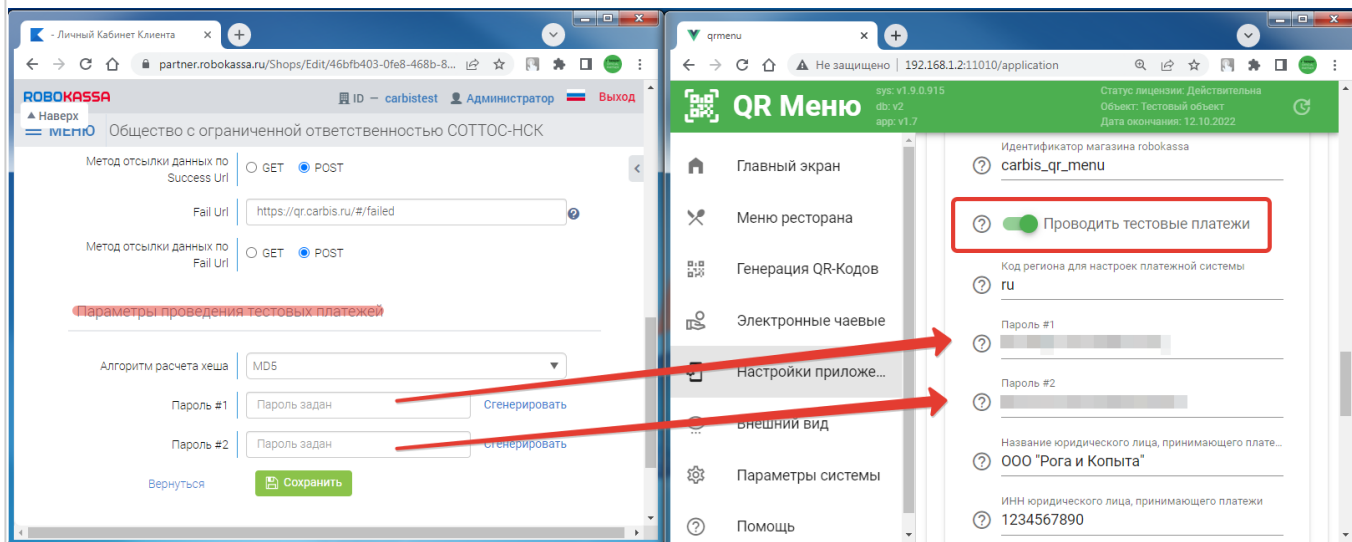 - Личный Кабинет Клиента
partner.robokassa.ru/Shops/Edit/46bfb403-0fe8-468b-8...
ROBOKASSA
ID — carbistest
Администратор
Выход
Наверх
МЕНЮ
Общество с ограниченной ответственностью СОТТОС-НСК
Метод отсылки данных по
Success Url
GET
POST
Fail Url
https://qr.carbis.ru/#/failed
Метод отсылки данных по
Fail Url
GET
POST
Параметры проведения тестовых платежей
Алгоритм расчета хеша
MD5
Пароль #1
Пароль задан
Сгенерировать
Пароль #2
Пароль задан
Сгенерировать
Вернуться
Сохранить
qrmenu
Не защищено
192.168.1.2:11010/application
QR Меню
sys: v1.9.0.915
db: v2
app: v1.7
Статус лицензии: Действительна
Объект: Тестовый объект
Дата окончания: 12.10.2022
Главный экран
Меню ресторана
Генерация QR-Кодов
Электронные чаевые
Настройки приложе...
Внешний вид
Параметры системы
Помощь
Идентификатор магазина robokassa
carbis_qr_menu
Проводить тестовые платежи
Код региона для настроек платежной системы
ru
Пароль #1
Пароль #2
Название юридического лица, принимающего плате...
ООО "Рога и Копыта"
ИНН юридического лица, принимающего платежи
1234567890